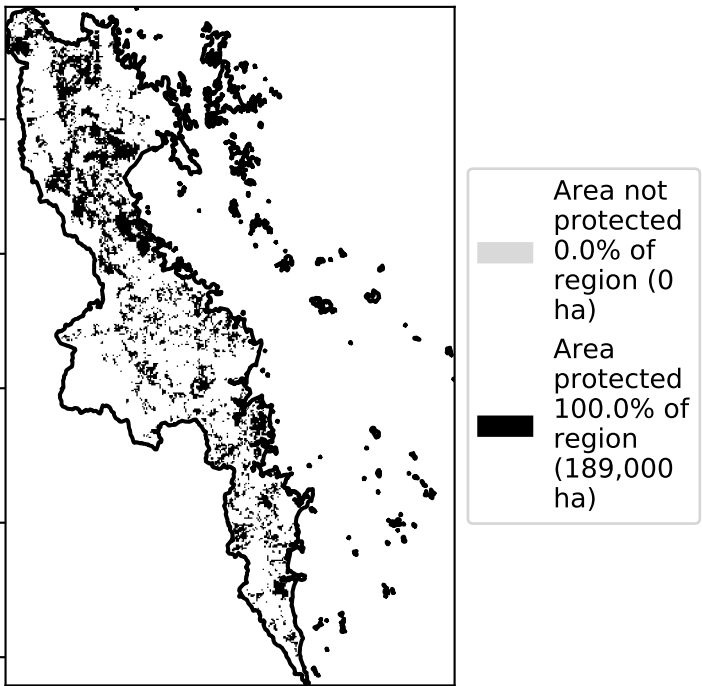 Area not
protected
0.0% of
region (0
ha)
Area
protected
100.0% of
region
(189,000
ha)